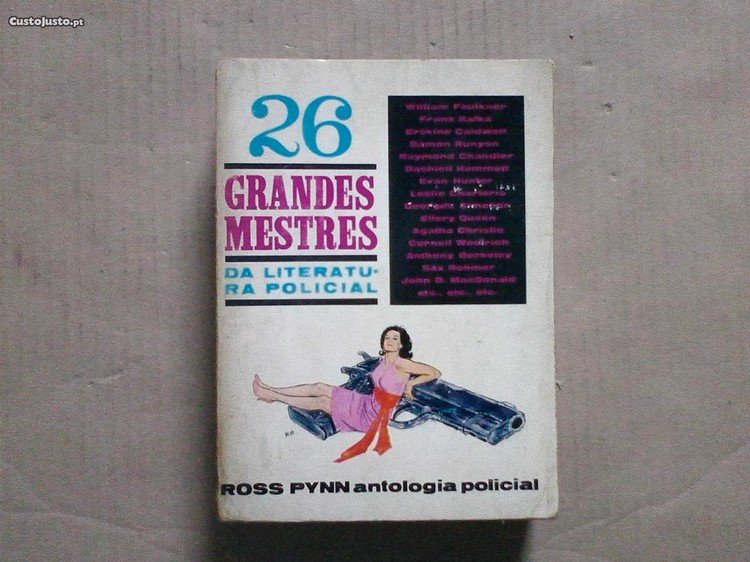 CustoJusto.pt
26
GRANDES
MESTRES
DA LITERATU-
RA POLICIAL
William Faulkner
Franz Kafka
Erskine Caldwell
Damon Runyon
Raymond Chandler
Dashiell Hammett
Evan Hunter
Leslie Charteris
Georges Simenon
Ellery Queen
Agatha Christie
Cornell Woolrich
Anthony Berkeley
Sax Rohmer
John D. MacDonald
etc., etc., etc.
ROSS PYNN antologia policial